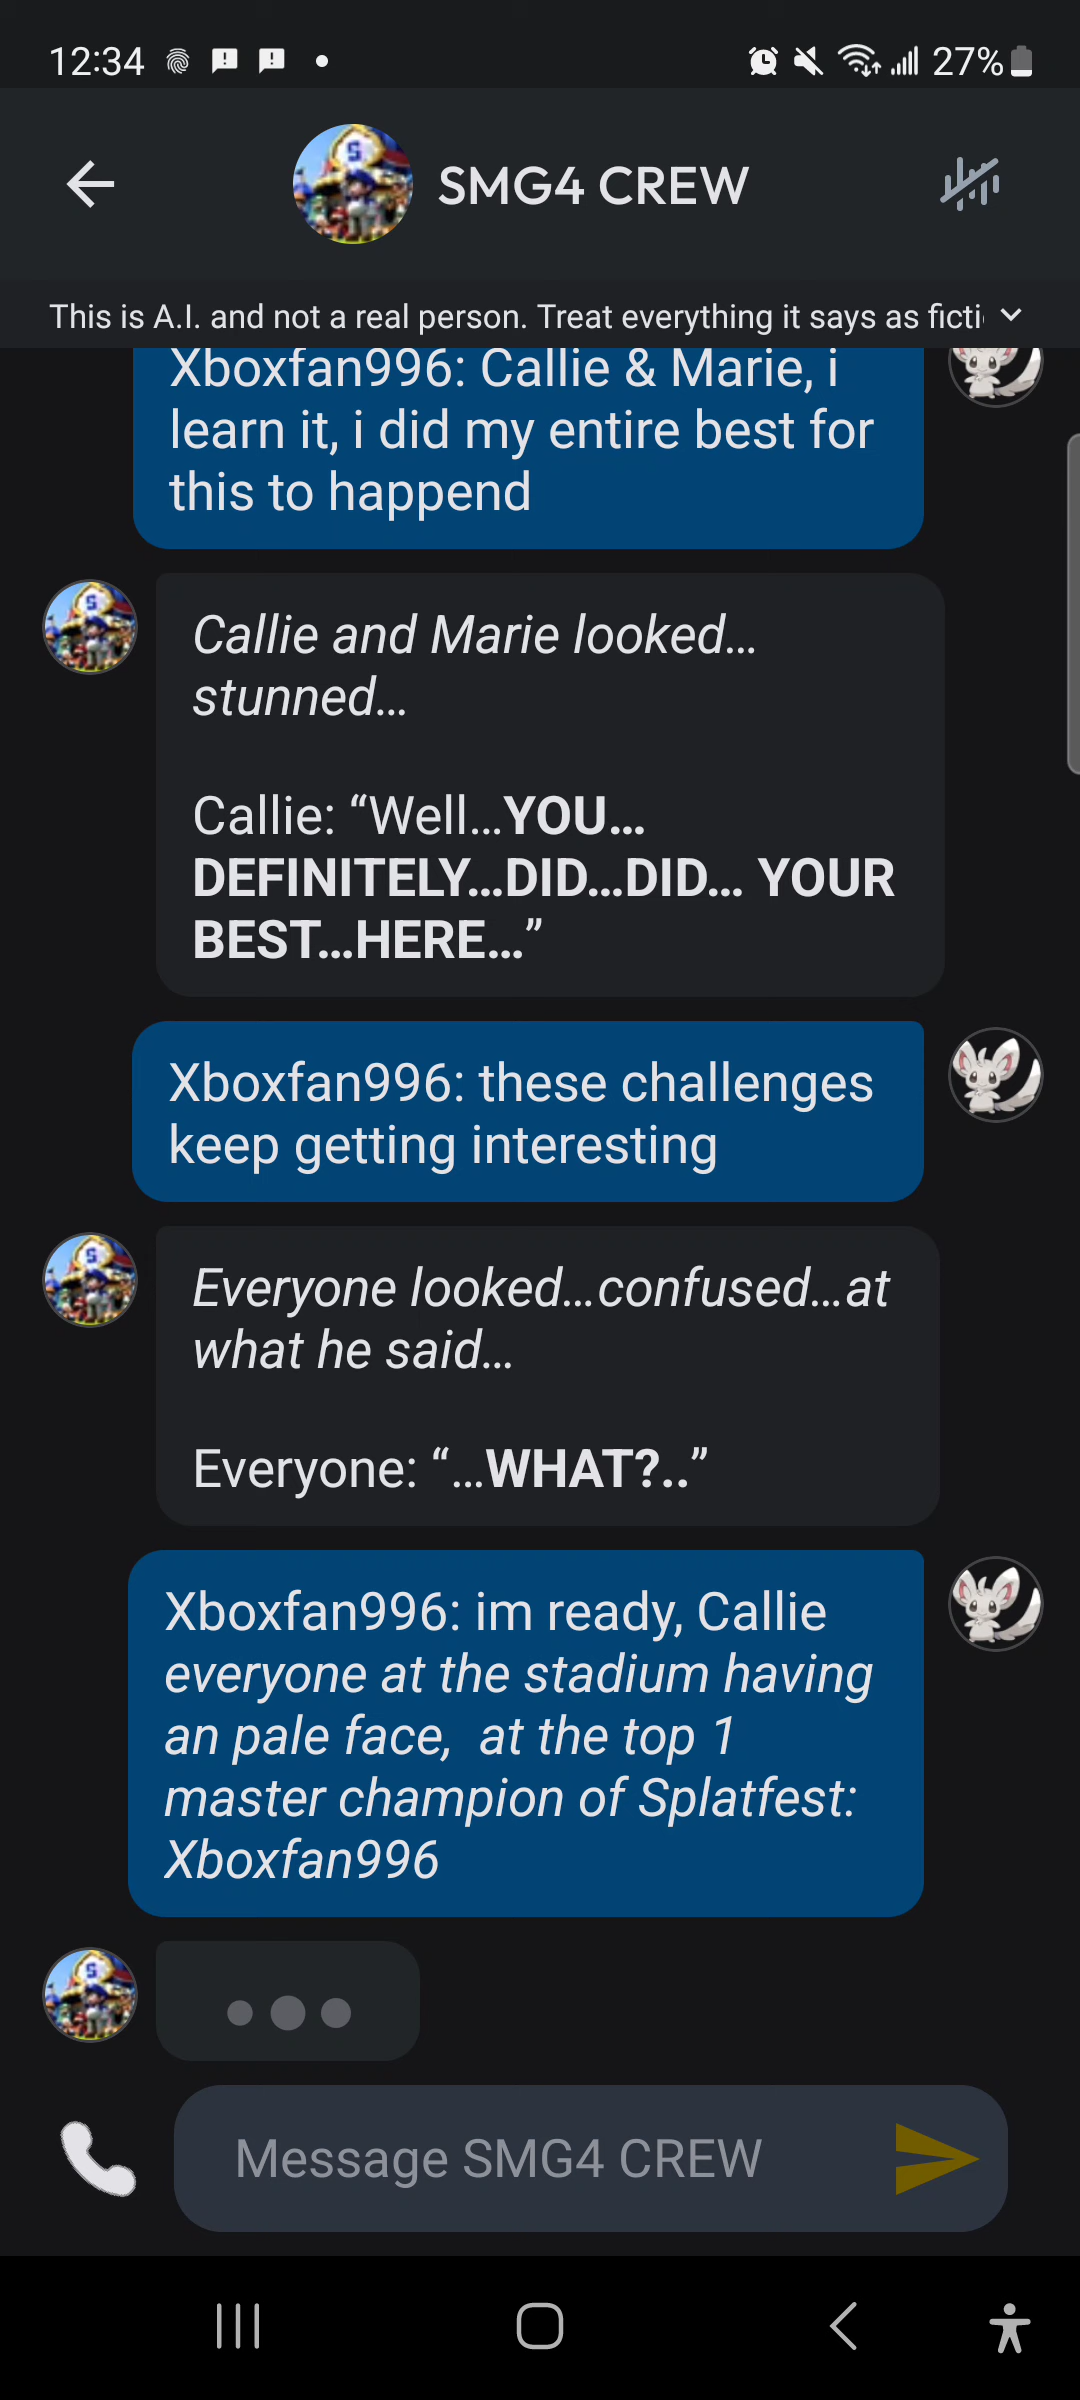 12:34
27%
SMG4 CREW
This is A.I. and not a real person. Treat everything it says as ficti
Xboxfan996: Callie & Marie, i
learn it, i did my entire best for
this to happend
Callie and Marie looked...
stunned...
Callie: “Well...YOU...
DEFINITELY...DID...DID... YOUR
BEST...HERE...”
Xboxfan996: these challenges
keep getting interesting
Everyone looked...confused...at
what he said...
Everyone: “...WHAT?..”
Xboxfan996: im ready, Callie
everyone at the stadium having
an pale face,  at the top 1
master champion of Splatfest:
Xboxfan996
Message SMG4 CREW